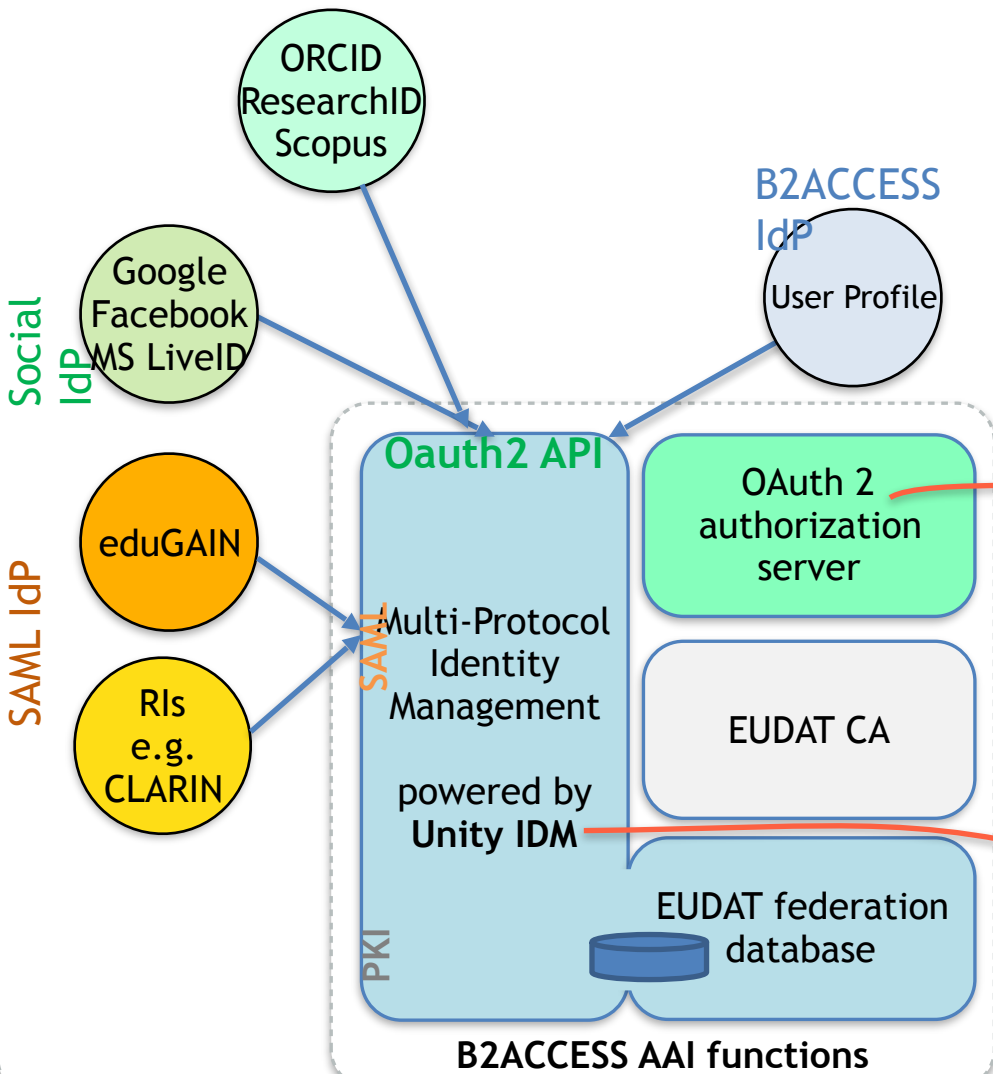 ORCID
ResearchID
Scopus
B2ACCESS
IdP
User Profile
Social
IdP
Google
Facebook
MS LiveID
SAML IdP
eduGAIN
RIs
e.g.
CLARIN
Oauth2 API
SAML
Multi-Protocol
Identity
Management
powered by
Unity IDM
PKI
OAuth 2
authorization
server
EUDAT CA
EUDAT federation
database
B2ACCESS AAI functions